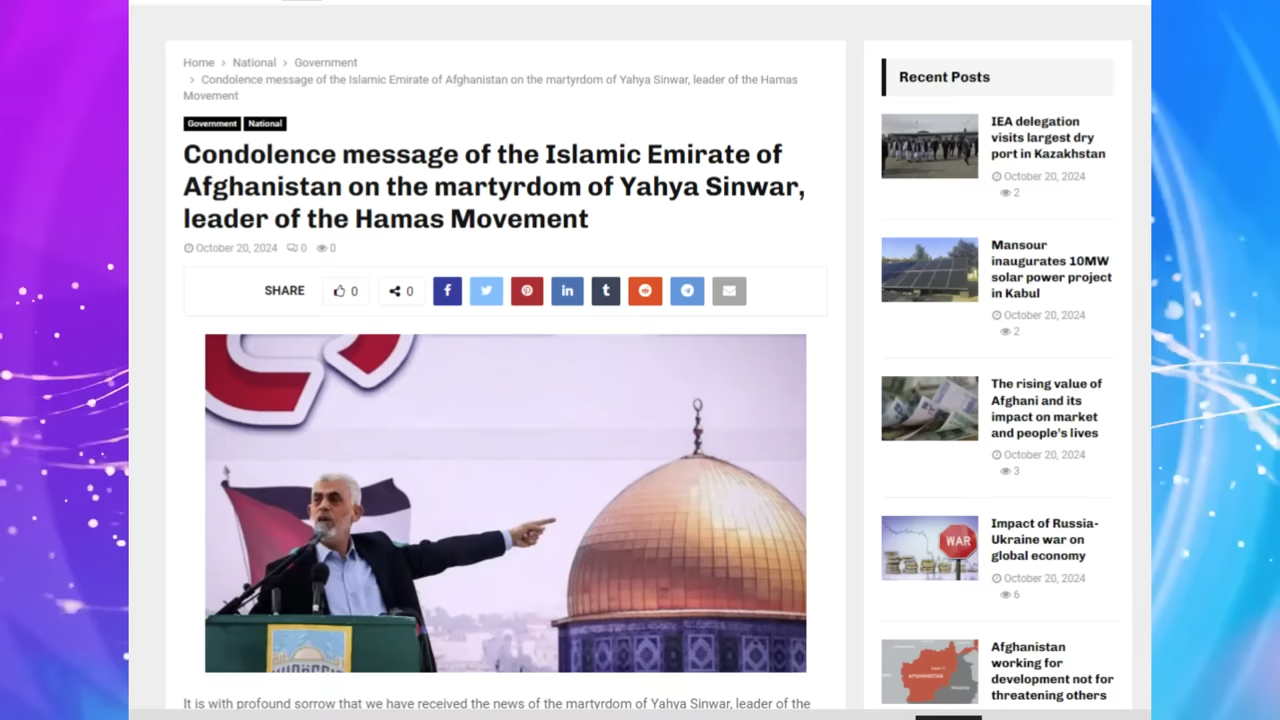 Home › National › Government
› Condolence message of the Islamic Emirate of Afghanistan on the martyrdom of Yahya Sinwar, leader of the Hamas
Movement
Government National
Condolence message of the Islamic Emirate of
Afghanistan on the martyrdom of Yahya Sinwar,
leader of the Hamas Movement
October 20, 2024 0 0
SHARE 0 0
It is with profound sorrow that we have received the news of the martyrdom of Yahya Sinwar, leader of the
Recent Posts
IEA delegation
visits largest dry
port in Kazakhstan
October 20, 2024
2
Mansour
inaugurates 10MW
solar power project
in Kabul
October 20, 2024
2
The rising value of
Afghani and its
impact on market
and people's lives
October 20, 2024
3
WAR
Impact of Russia-
Ukraine war on
global economy
October 20, 2024
6
AFGHANISTAN
Afghanistan
working for
development not for
threatening others